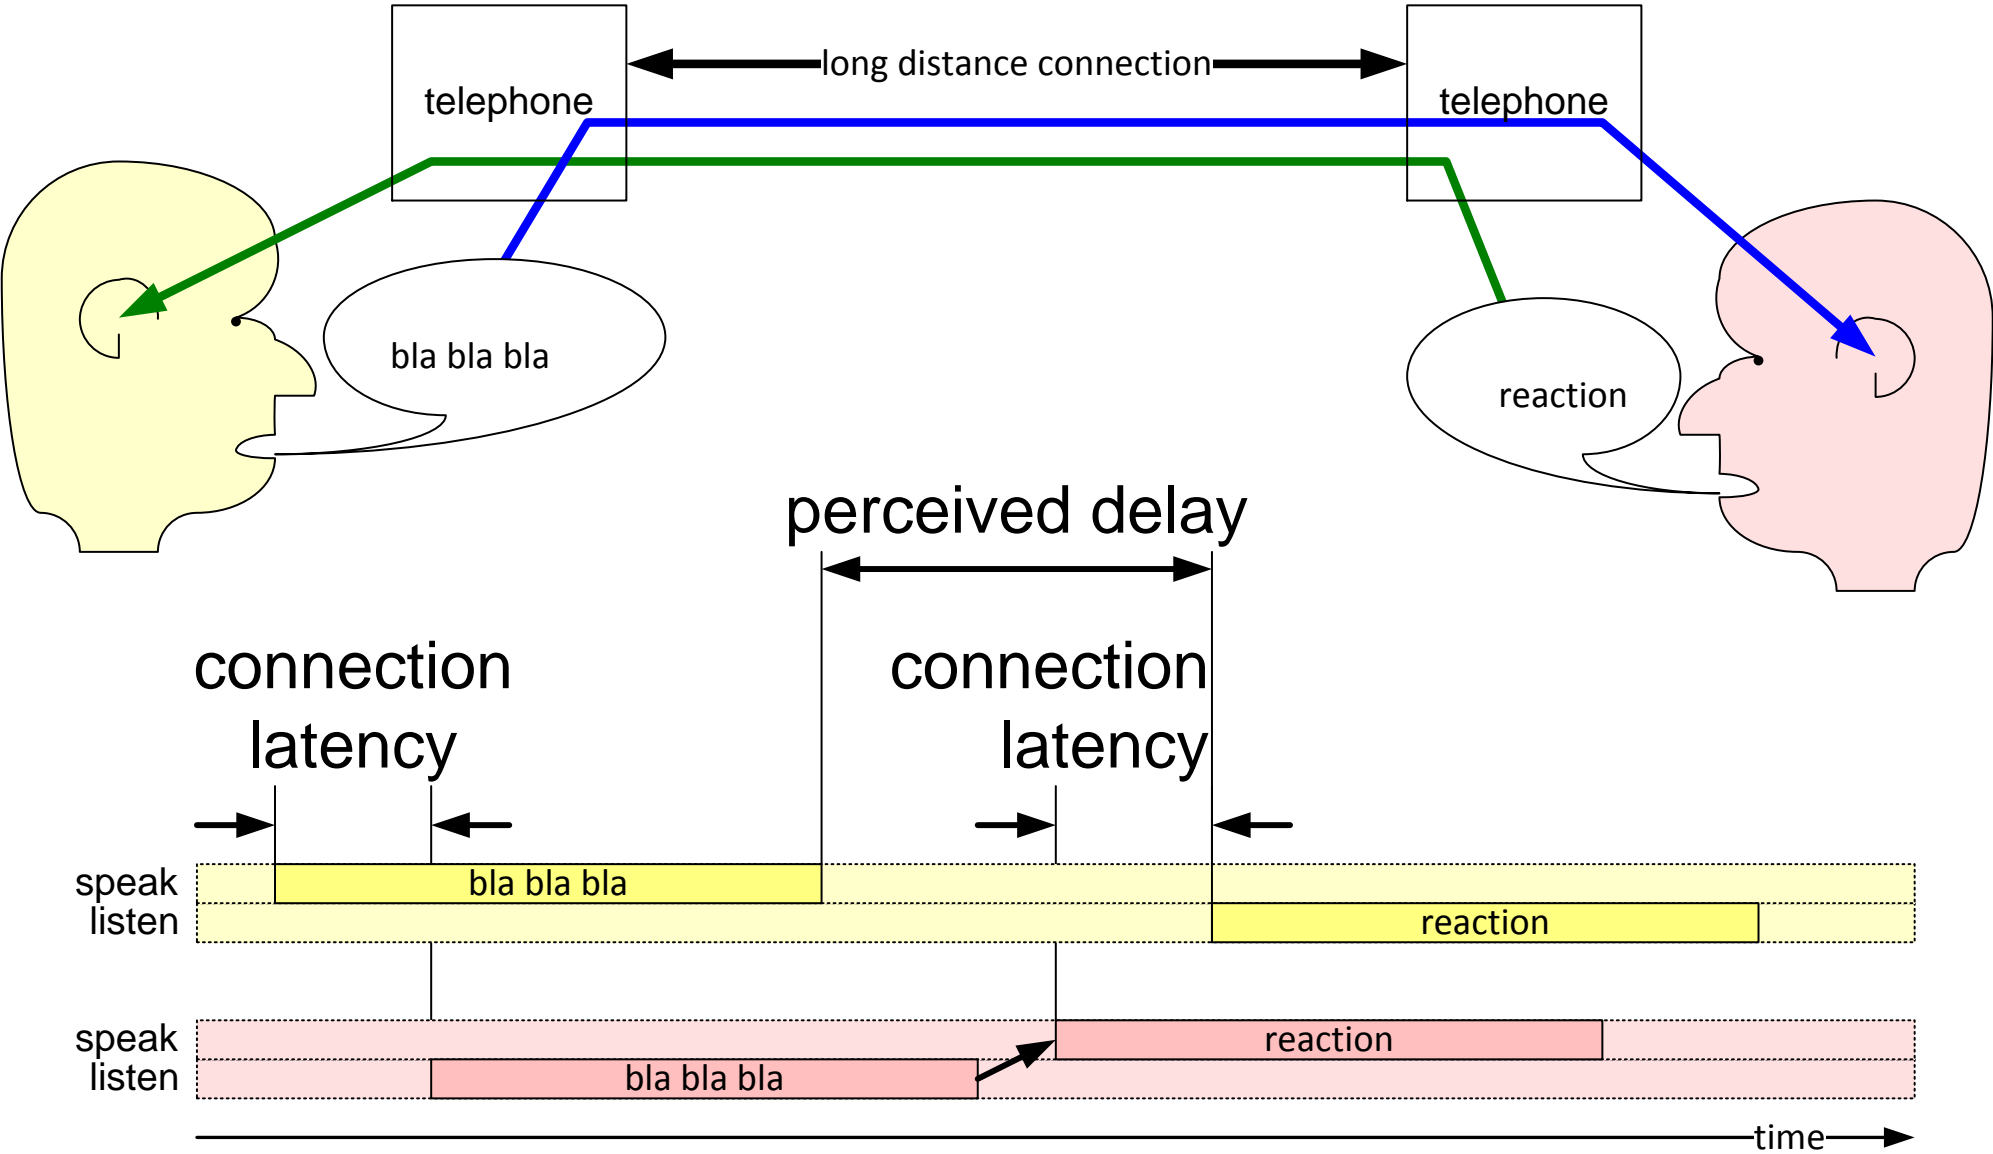 long distance connection
telephone
telephone
bla bla bla
reaction
perceived delay
connection
latency
connection
latency
speak
bla bla bla
listen
reaction
speak
reaction
listen
bla bla bla
time